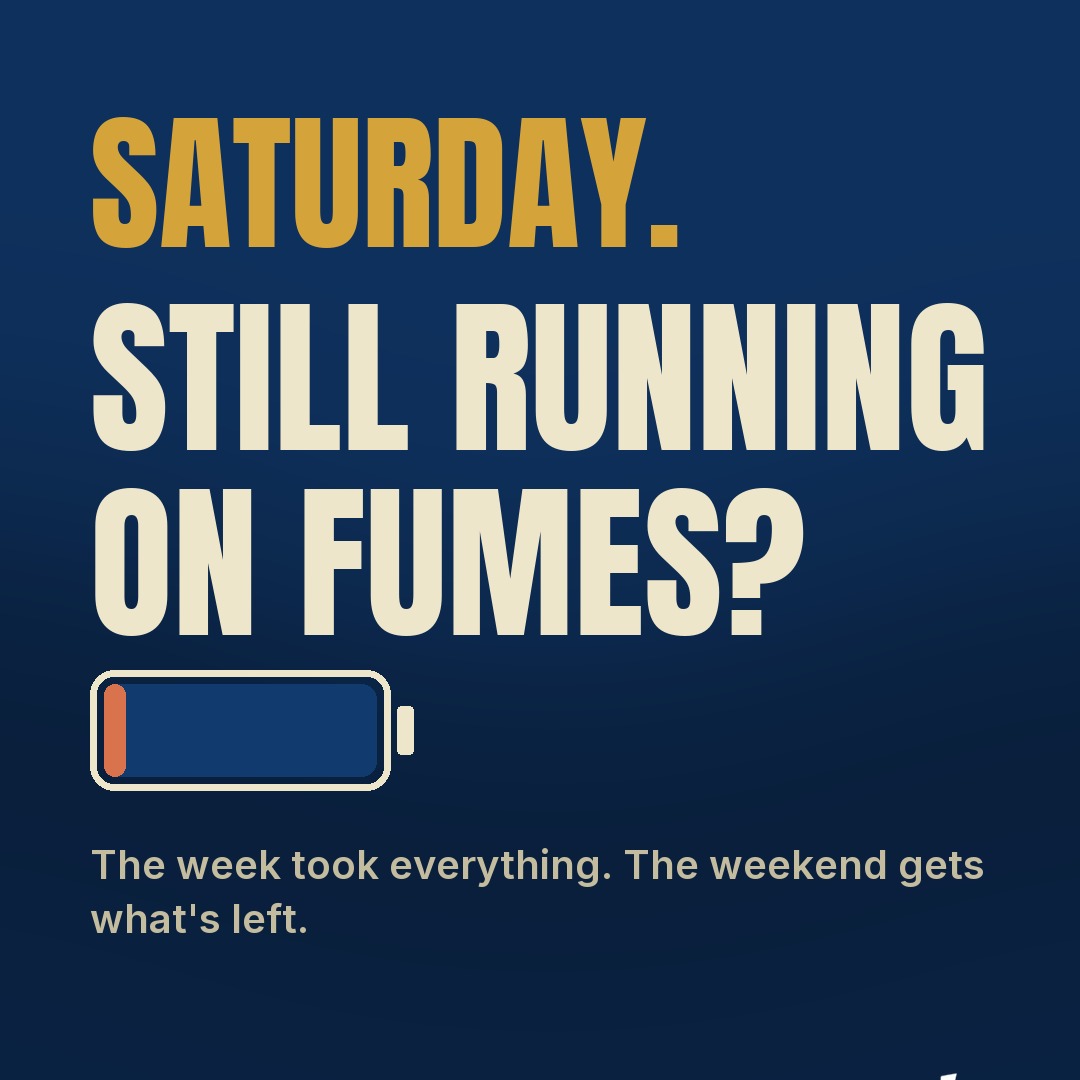 SATURDAY.
STILL RUNNING
ON FUMES?
The week took everything. The weekend gets
what's left.